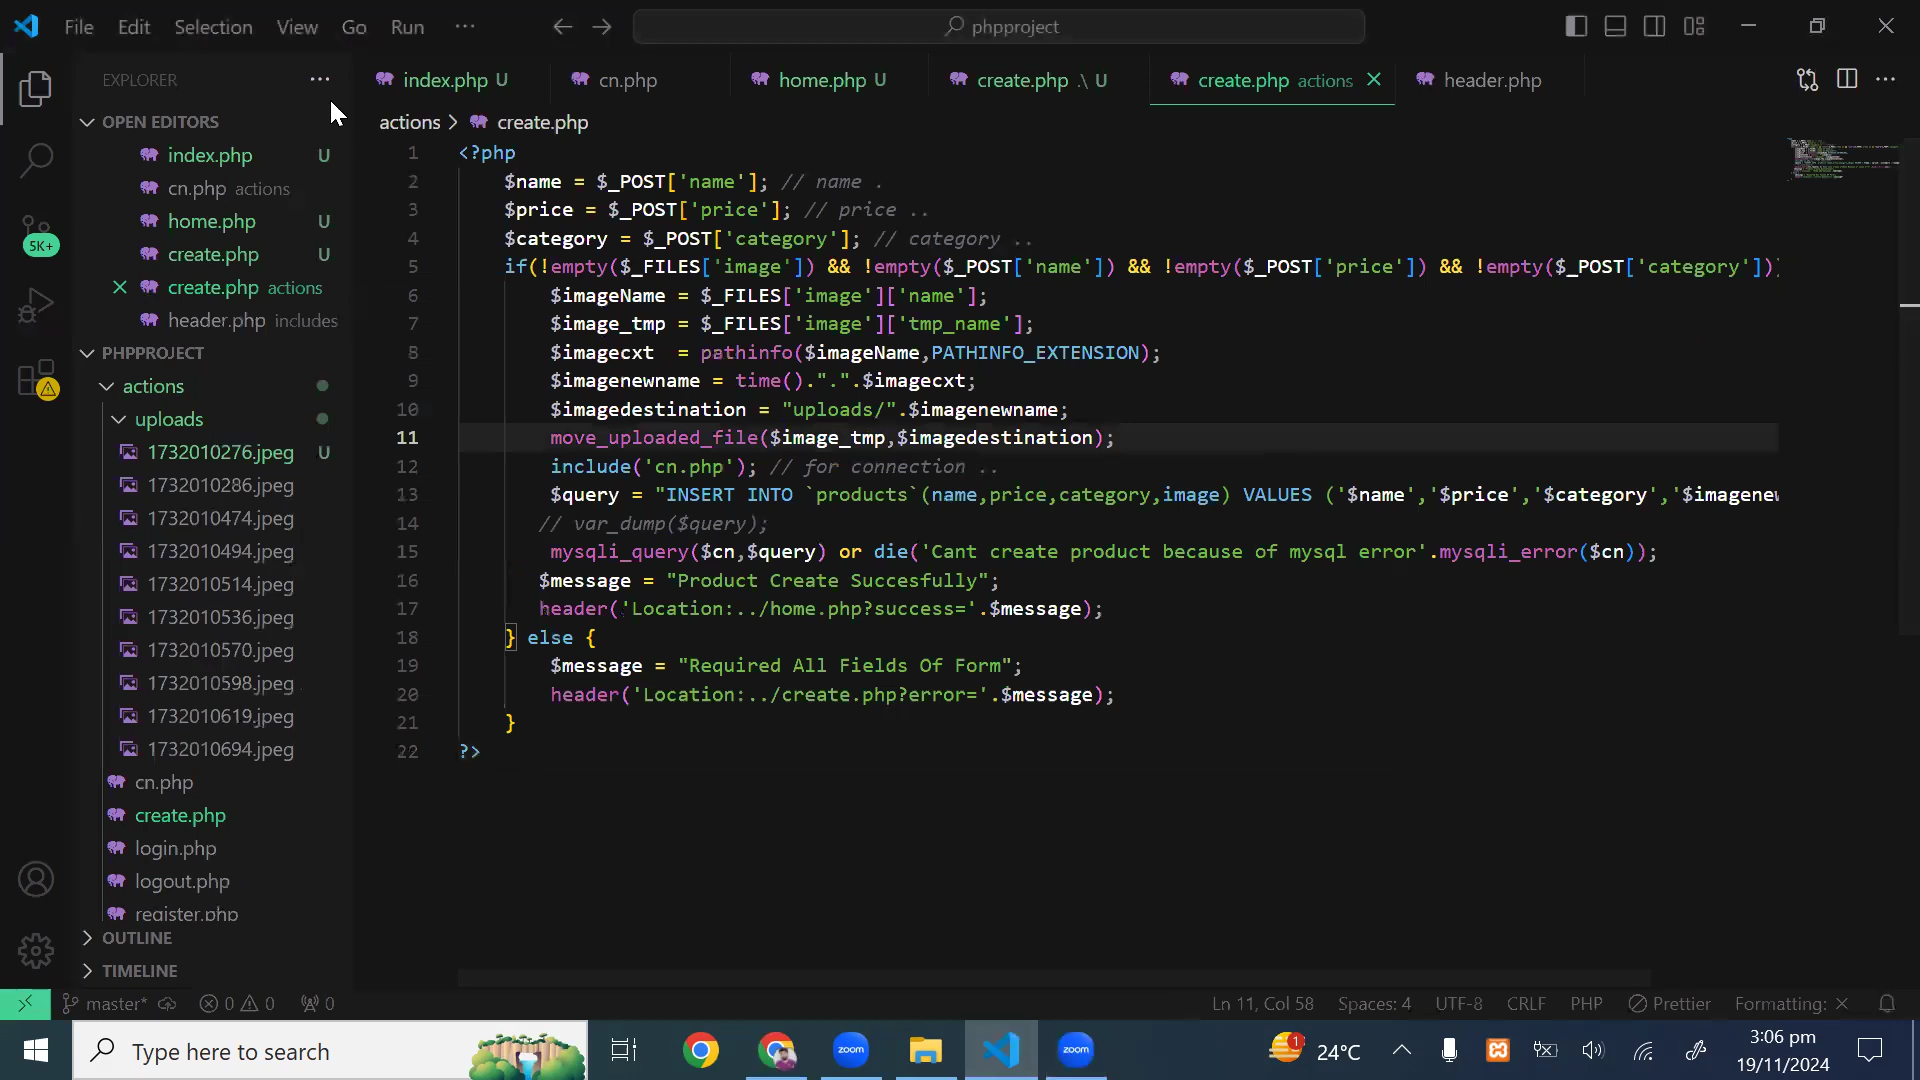 File Edit Selection View Go Run ···
phpproject
EXPLORER ···
index.php U cn.php home.php U create.php .\ U create.php actions header.php
actions > create.php
OPEN EDITORS
index.php U
cn.php actions
home.php U
create.php U
create.php actions
header.php includes
PHPPROJECT
actions
uploads
1732010276.jpeg U
1732010286.jpeg
1732010474.jpeg
1732010494.jpeg
1732010514.jpeg
1732010536.jpeg
1732010570.jpeg
1732010598.jpeg
1732010619.jpeg
1732010694.jpeg
cn.php
create.php
login.php
logout.php
register.php
OUTLINE
TIMELINE
5K+
1 <?php
2 $name = $_POST['name']; // name .
3 $price = $_POST['price']; // price ..
4 $category = $_POST['category']; // category ..
5 if(!empty($_FILES['image']) && !empty($_POST['name']) && !empty($_POST['price']) && !empty($_POST['category'])
6 $imageName = $_FILES['image']['name'];
7 $image_tmp = $_FILES['image']['tmp_name'];
8 $imagecxt = pathinfo($imageName,PATHINFO_EXTENSION);
9 $imagenewname = time().".".$imagecxt;
10 $imagedestination = "uploads/".$imagenewname;
11 move_uploaded_file($image_tmp,$imagedestination);
12 include('cn.php'); // for connection ..
13 $query = "INSERT INTO `products`(name,price,category,image) VALUES ('$name','$price','$category','$imagenew
14 // var_dump($query);
15 mysqli_query($cn,$query) or die('Cant create product because of mysql error'.mysqli_error($cn));
16 $message = "Product Create Succesfully";
17 header('Location:../home.php?success='.$message);
18 } else {
19 $message = "Required All Fields Of Form";
20 header('Location:../create.php?error='.$message);
21 }
22 ?>
master* 0 0 0 Ln 11, Col 58 Spaces: 4 UTF-8 CRLF PHP Prettier Formatting: ×
Type here to search zoom zoom 1 24°C 3:06 pm
19/11/2024